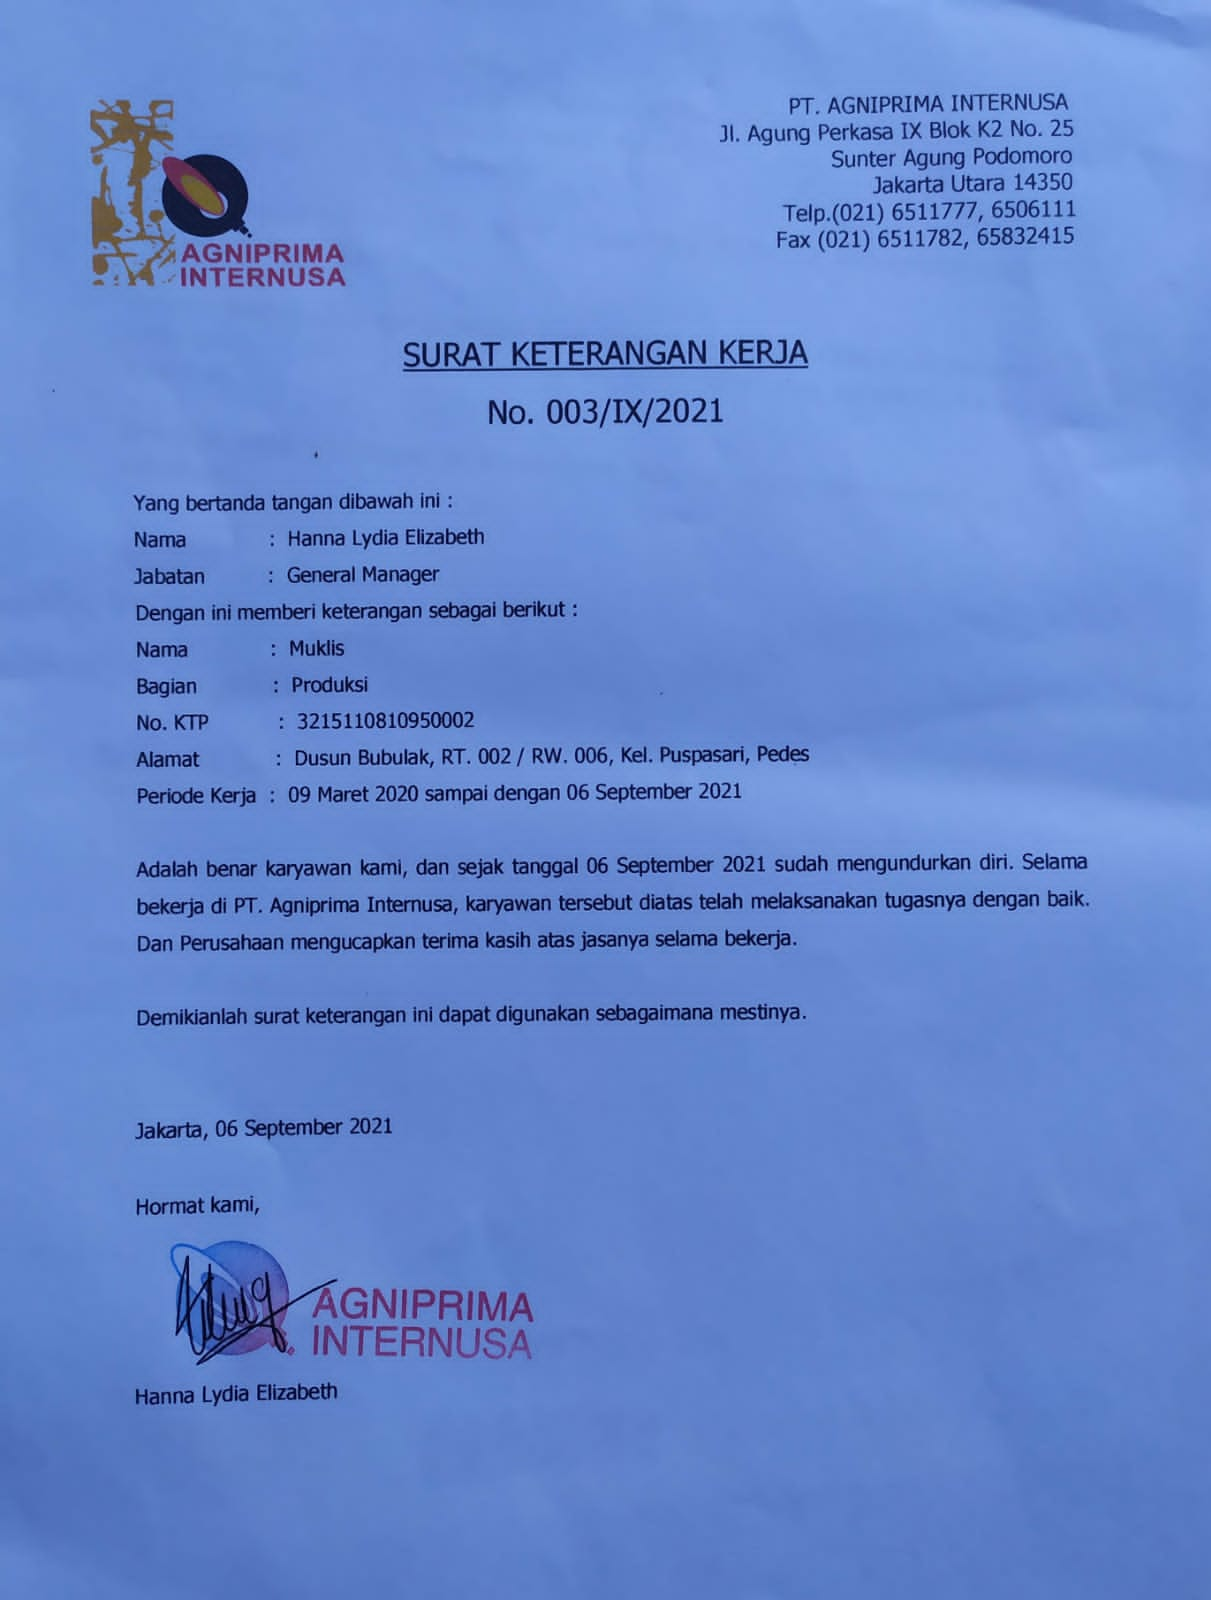 AGNIPRIMA
INTERNUSA
PT. AGNIPRIMA INTERNUSA
Jl. Agung Perkasa IX Blok K2 No. 25
Sunter Agung Podomoro
Jakarta Utara 14350
Telp.(021) 6511777, 6506111
Fax (021) 6511782, 65832415
SURAT KETERANGAN KERJA
No. 003/IX/2021
Yang bertanda tangan dibawah ini :
Nama : Hanna Lydia Elizabeth
Jabatan : General Manager
Dengan ini memberi keterangan sebagai berikut :
Nama : Muklis
Bagian : Produksi
No. KTP : 3215110810950002
Alamat : Dusun Bubulak, RT. 002 / RW. 006, Kel. Puspasari, Pedes
Periode Kerja : 09 Maret 2020 sampai dengan 06 September 2021
Adalah benar karyawan kami, dan sejak tanggal 06 September 2021 sudah mengundurkan diri. Selama
bekerja di PT. Agniprima Internusa, karyawan tersebut diatas telah melaksanakan tugasnya dengan baik.
Dan Perusahaan mengucapkan terima kasih atas jasanya selama bekerja.
Demikianlah surat keterangan ini dapat digunakan sebagaimana mestinya.
Jakarta, 06 September 2021
Hormat kami,
AGNIPRIMA
INTERNUSA
Hanna Lydia Elizabeth